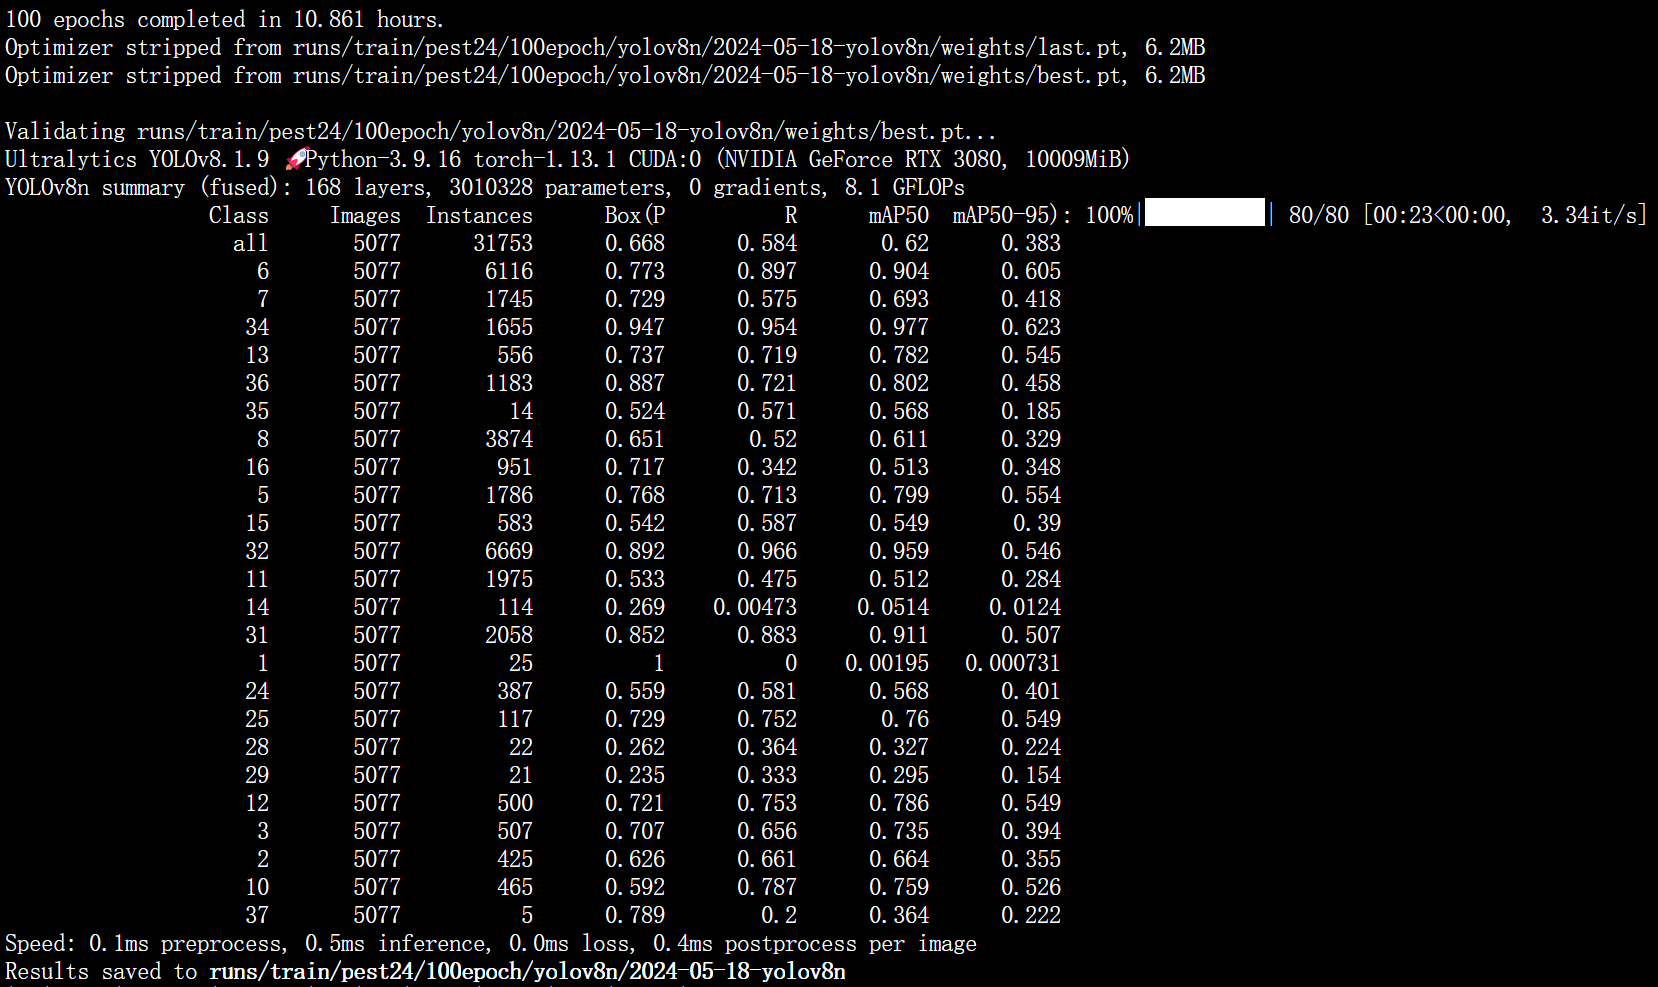 100 epochs completed in 10.861 hours.
Optimizer stripped from runs/train/pest24/100epoch/yolov8n/2024-05-18-yolov8n/weights/last.pt, 6.2MB
Optimizer stripped from runs/train/pest24/100epoch/yolov8n/2024-05-18-yolov8n/weights/best.pt, 6.2MB
Validating runs/train/pest24/100epoch/yolov8n/2024-05-18-yolov8n/weights/best.pt...
Ultralytics YOLOv8.1.9 🚀Python-3.9.16 torch-1.13.1 CUDA:0 (NVIDIA GeForce RTX 3080, 10009MiB)
YOLOv8n summary (fused): 168 layers, 3010328 parameters, 0 gradients, 8.1 GFLOPs
Class Images Instances Box(P R mAP50 mAP50-95): 100%|██████████| 80/80 [00:23<00:00, 3.34it/s]
all 5077 31753 0.668 0.584 0.62 0.383
6 5077 6116 0.773 0.897 0.904 0.605
7 5077 1745 0.729 0.575 0.693 0.418
34 5077 1655 0.947 0.954 0.977 0.623
13 5077 556 0.737 0.719 0.782 0.545
36 5077 1183 0.887 0.721 0.802 0.458
35 5077 14 0.524 0.571 0.568 0.185
8 5077 3874 0.651 0.52 0.611 0.329
16 5077 951 0.717 0.342 0.513 0.348
5 5077 1786 0.768 0.713 0.799 0.554
15 5077 583 0.542 0.587 0.549 0.39
32 5077 6669 0.892 0.966 0.959 0.546
11 5077 1975 0.533 0.475 0.512 0.284
14 5077 114 0.269 0.00473 0.0514 0.0124
31 5077 2058 0.852 0.883 0.911 0.507
1 5077 25 1 0 0.00195 0.000731
24 5077 387 0.559 0.581 0.568 0.401
25 5077 117 0.729 0.752 0.76 0.549
28 5077 22 0.262 0.364 0.327 0.224
29 5077 21 0.235 0.333 0.295 0.154
12 5077 500 0.721 0.753 0.786 0.549
3 5077 507 0.707 0.656 0.735 0.394
2 5077 425 0.626 0.661 0.664 0.355
10 5077 465 0.592 0.787 0.759 0.526
37 5077 5 0.789 0.2 0.364 0.222
Speed: 0.1ms preprocess, 0.5ms inference, 0.0ms loss, 0.4ms postprocess per image
Results saved to runs/train/pest24/100epoch/yolov8n/2024-05-18-yolov8n